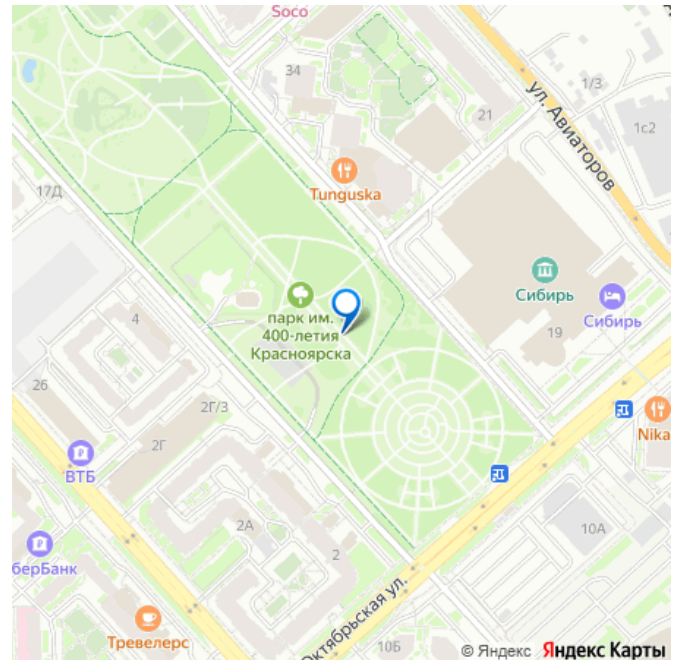 Soco
34
21
1/3
1с2
ул. Авиаторов
17Д
Tunguska
Сибирь
Сибирь
19
парк им.
400-летия
Красноярска
4
26
2Г/3
2Г
ВТБ
Nika
2А
2
10А
берБанк
Тревелерс
Октябрьская ул.
10Б
© Яндекс Яндекс Карты